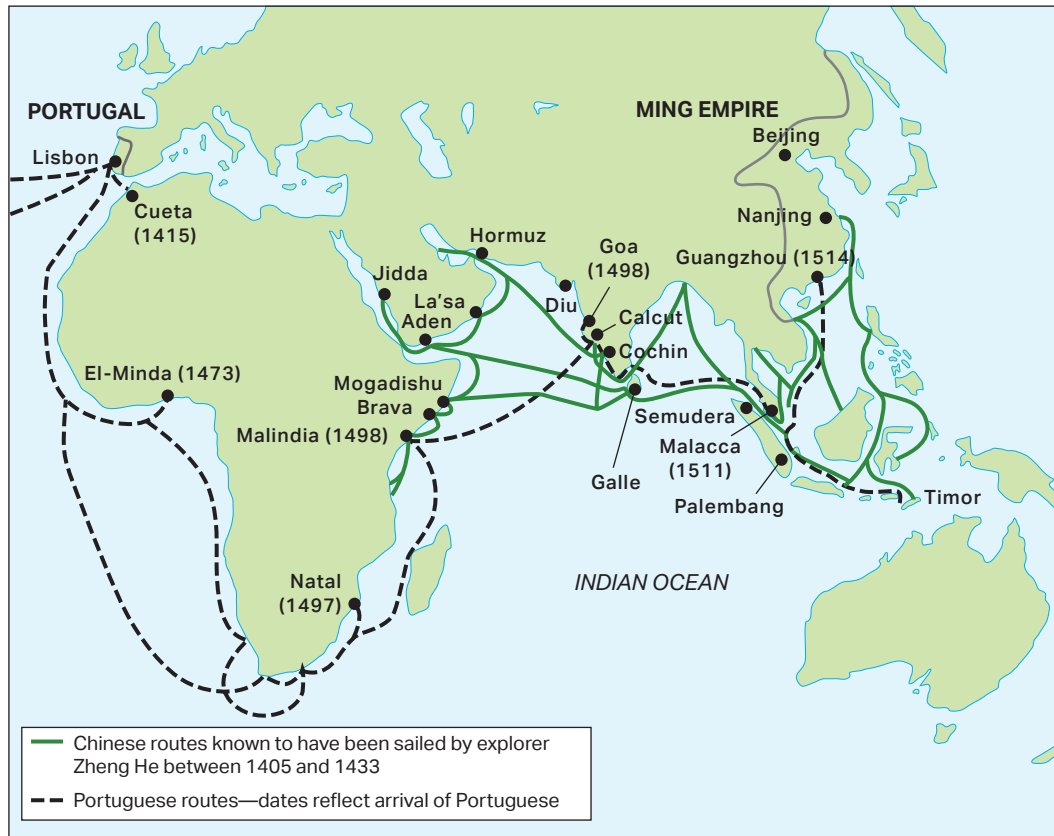 PORTUGAL
MING EMPIRE
Beijing
Lisbon
Cueta
(1415)
Nanjing
Hormuz
Goa
(1498)
Guangzhou (1514)
Jidda
La'sa
Aden
Diu
Calcut
Cochin
El-Minda (1473)
Mogadishu
Brava
Malindia (1498)
Semudera
Malacca
(1511)
Galle
Palembang
Timor
Natal
(1497)
INDIAN OCEAN
Chinese routes known to have been sailed by explorer
Zheng He between 1405 and 1433
Portuguese routes—dates reflect arrival of Portuguese